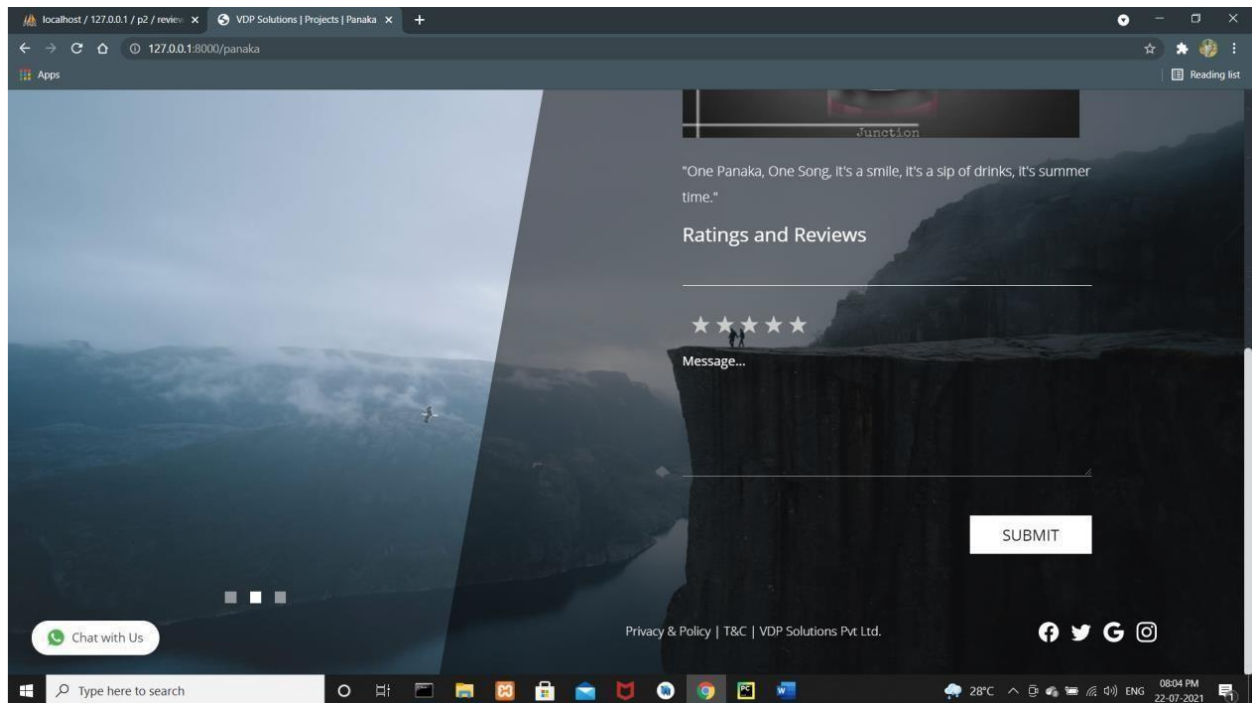 localhost / 127.0.0.1 / p2 / review
VDP Solutions | Projects | Panaka
127.0.0.1:8000/panaka
Apps
Reading list
Junction
"One Panaka, One Song, it's a smile, it's a sip of drinks, it's summer
time."
Ratings and Reviews
Message...
SUBMIT
Chat with Us
Privacy & Policy | T&C | VDP Solutions Pvt Ltd.
Type here to search
PC
28°C
ENG
08:04 PM
22-07-2021
1